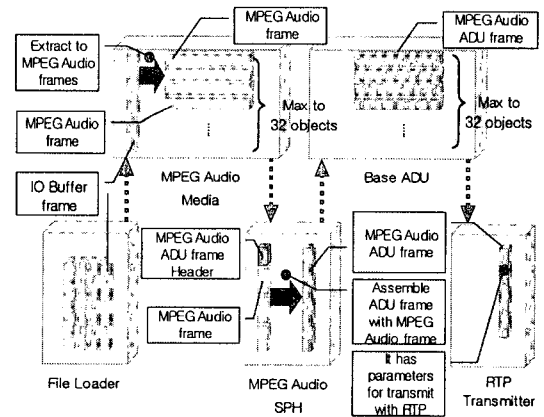 MPEG Audio
frame
MPEG Audio
ADU frame
Extract to
MPEG Audio
frames
Max to
32 objects
Max to
32 objects
MPEG Audio
frame
IO Buffer
frame
MPEG Audio
Media
Base ADU
MPEG Audio
ADU frame
Header
MPEG Audio
ADU frame
MPEG Audio
frame
Assemble
ADU frame
with MPEG
Audio frame
It has
parameters
for transmit
with RTP
File Loader
MPEG Audio
SPH
RTP
Transmitter